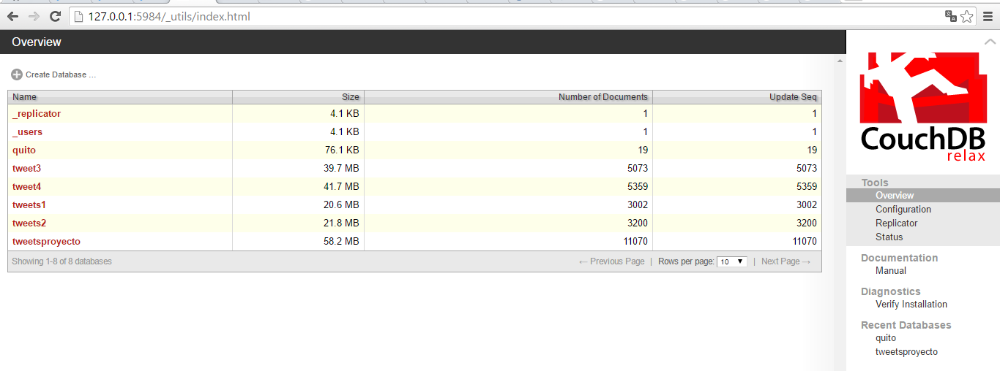 127.0.0.1:5984/_utils/index.html
Overview
Create Database ...
Name Size Number of Documents Update Seq
_replicator 4.1 KB 1 1
_users 4.1 KB 1 1
quito 76.1 KB 19 19
tweet3 39.7 MB 5073 5073
tweet4 41.7 MB 5359 5359
tweets1 20.6 MB 3002 3002
tweets2 21.8 MB 3200 3200
tweetsproyecto 58.2 MB 11070 11070
Showing 1-8 of 8 databases ← Previous Page | Rows per page: 10 | Next Page →
CouchDB
relax
Tools
Overview
Configuration
Replicator
Status
Documentation
Manual
Diagnostics
Verify Installation
Recent Databases
quito
tweetsproyecto